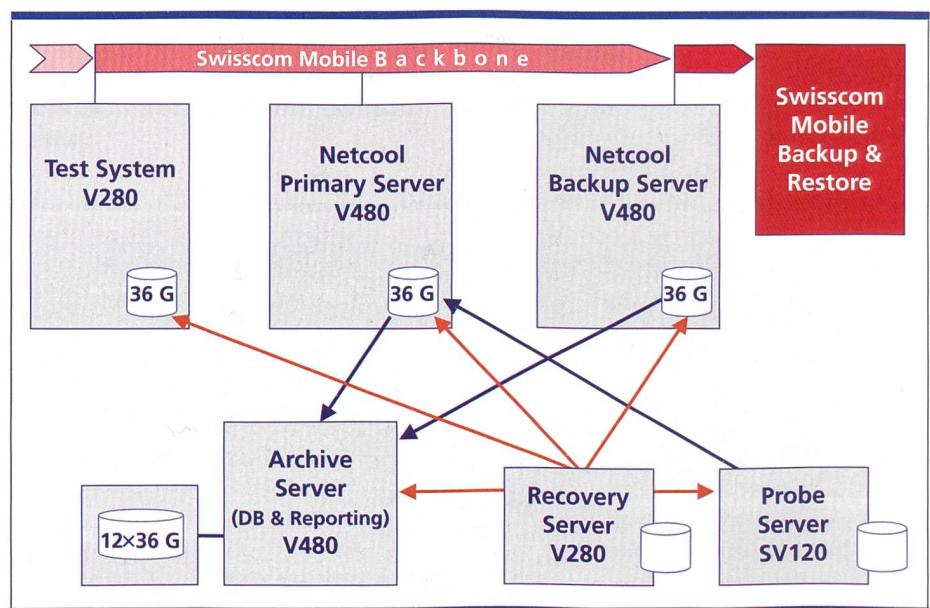 Swisscom Mobile Backbone
Swisscom
Mobile
Backup &
Restore
Test System
V280
36 G
Netcool
Primary Server
V480
36 G
Netcool
Backup Server
V480
36 G
12×36 G
Archive
Server
(DB & Reporting)
V480
Recovery
Server
V280
Probe
Server
SV120